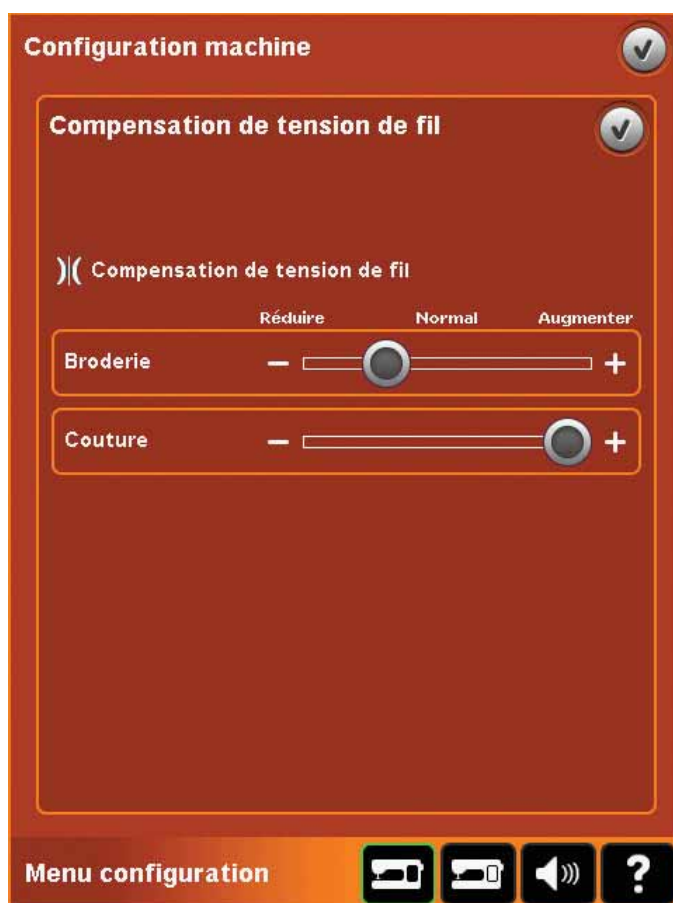 Configuration machine
Compensation de tension de fil
Compensation de tension de fil
Réduire Normal Augmenter
Broderie − +
Couture − +
Menu configuration ?